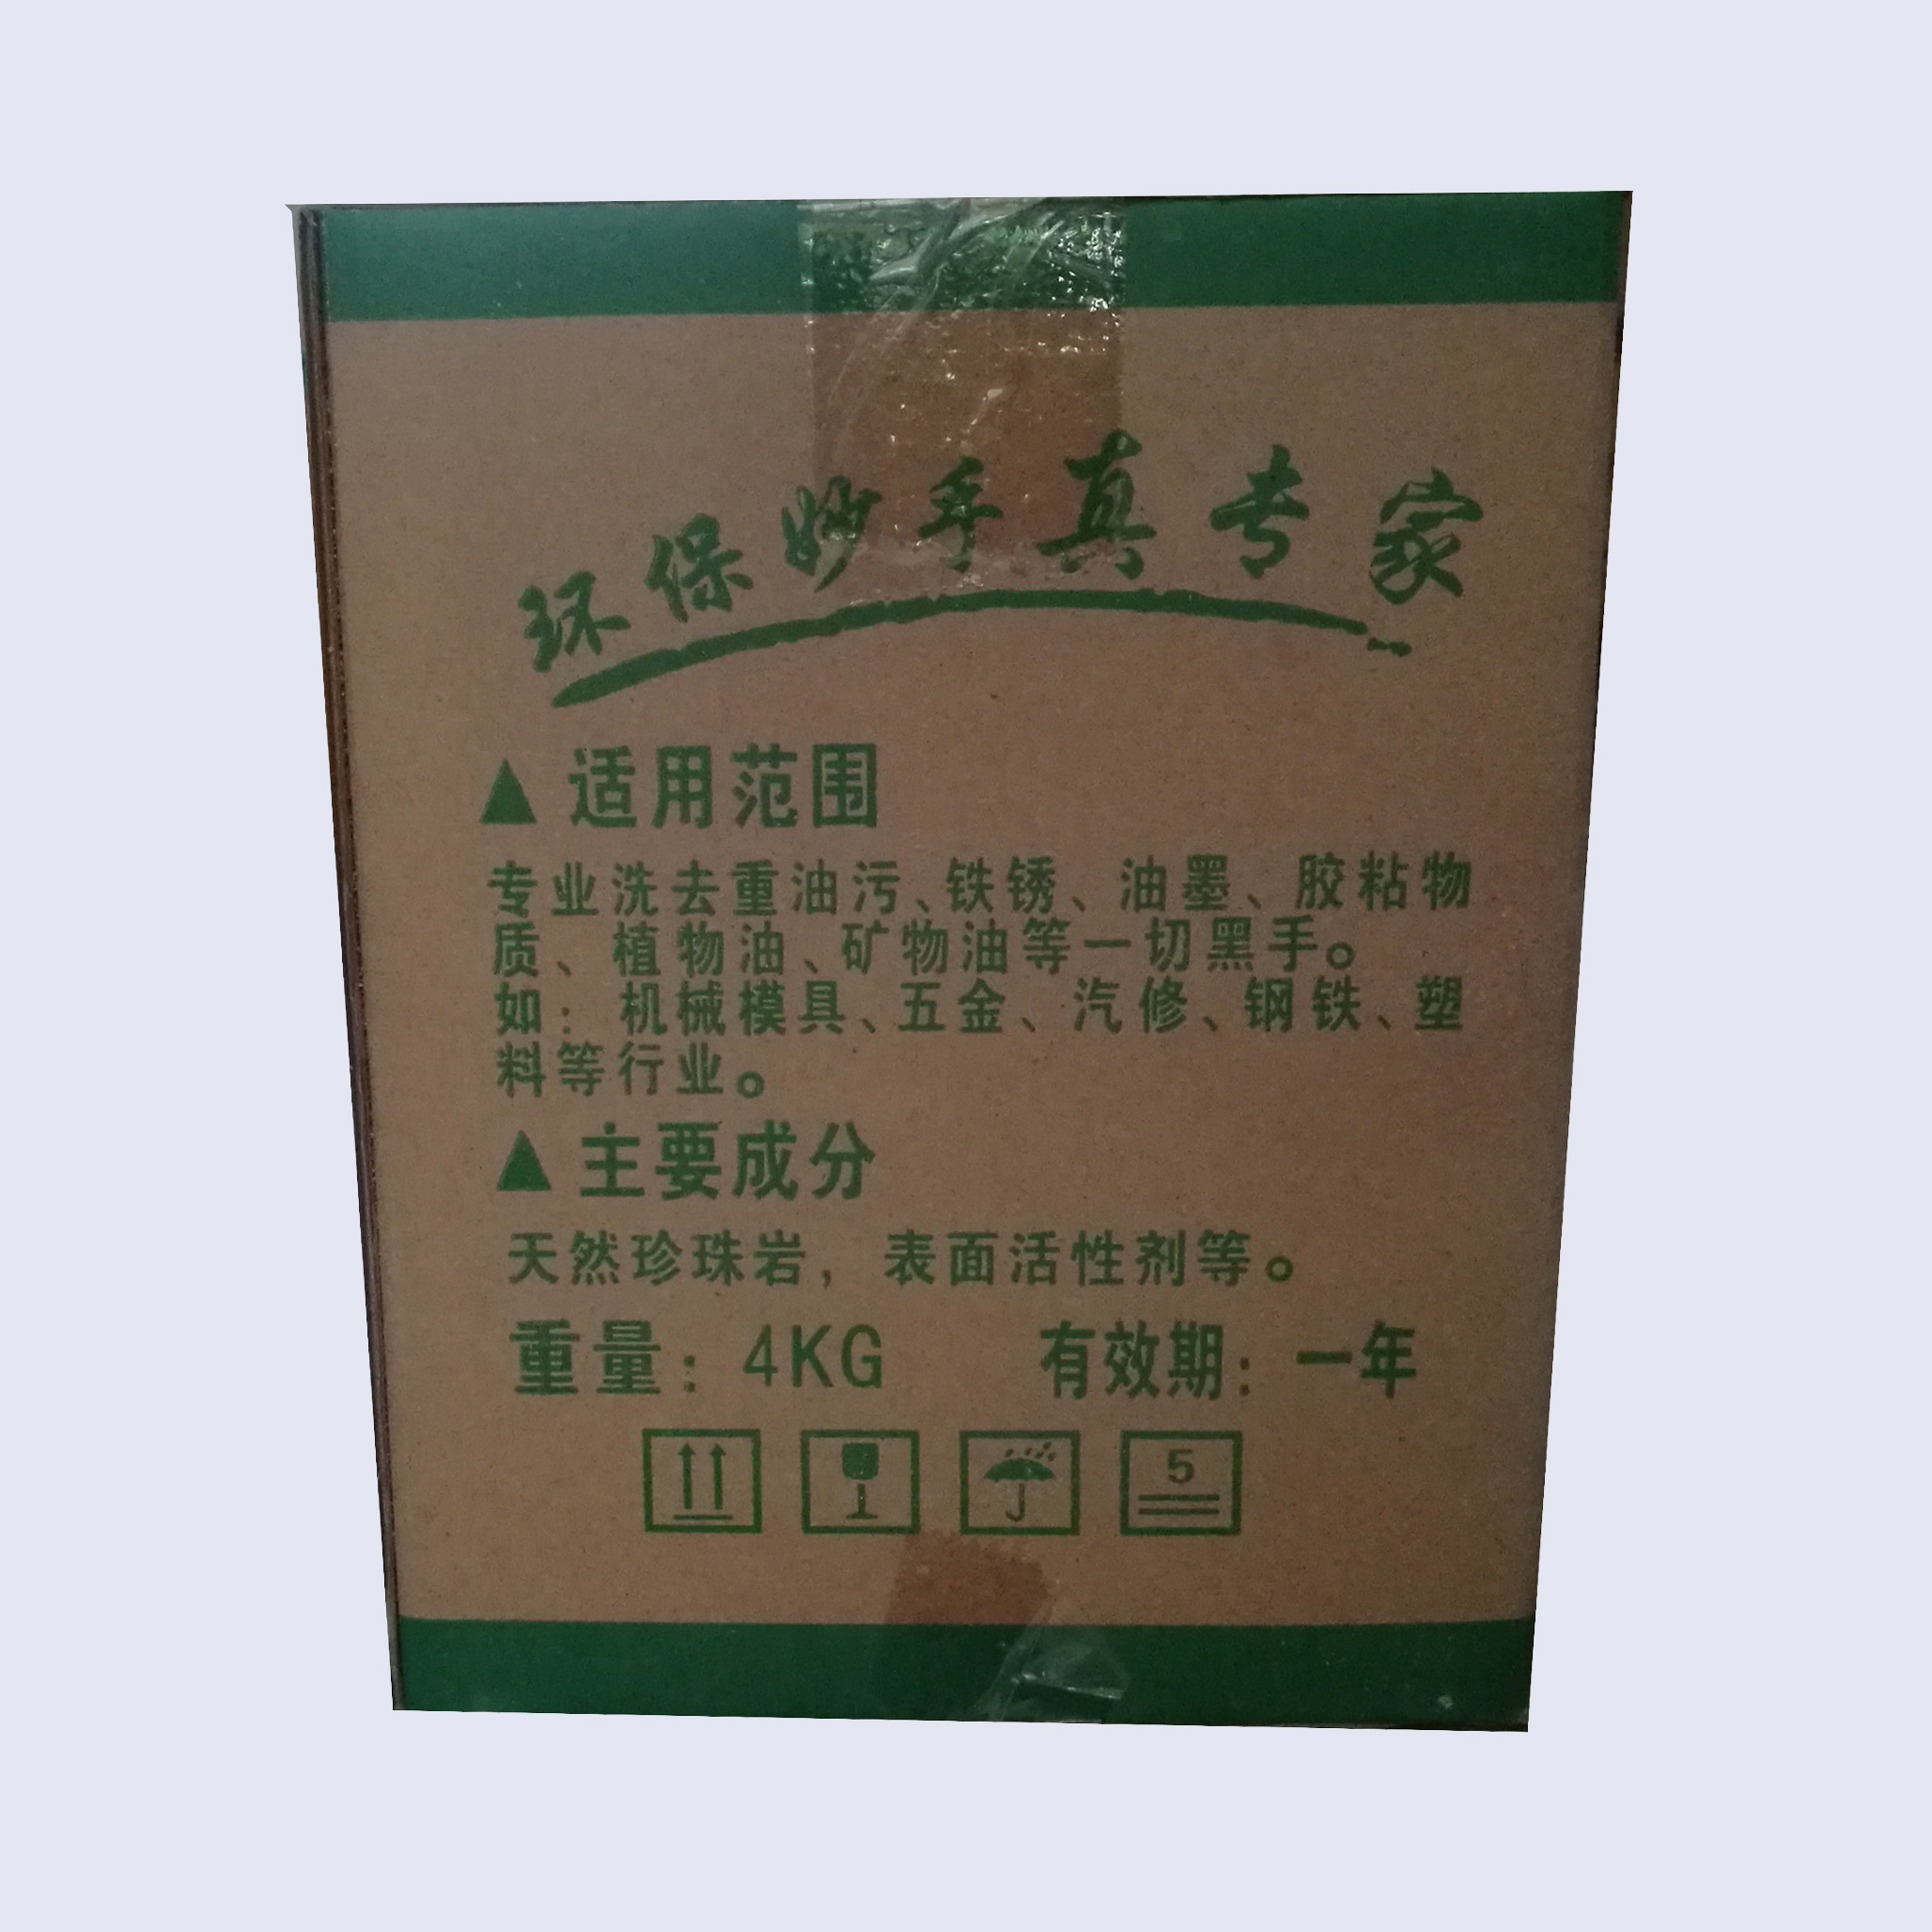 环保妙手真专家
▲ 适用范围
专业洗去重油污、铁锈、油墨、胶粘物
质、植物油、矿物油等一切黑手。
如：机械模具、五金、汽修、钢铁、塑
料等行业。
▲ 主要成分
天然珍珠岩，表面活性剂等。
重量：4KG 有效期：一年
5